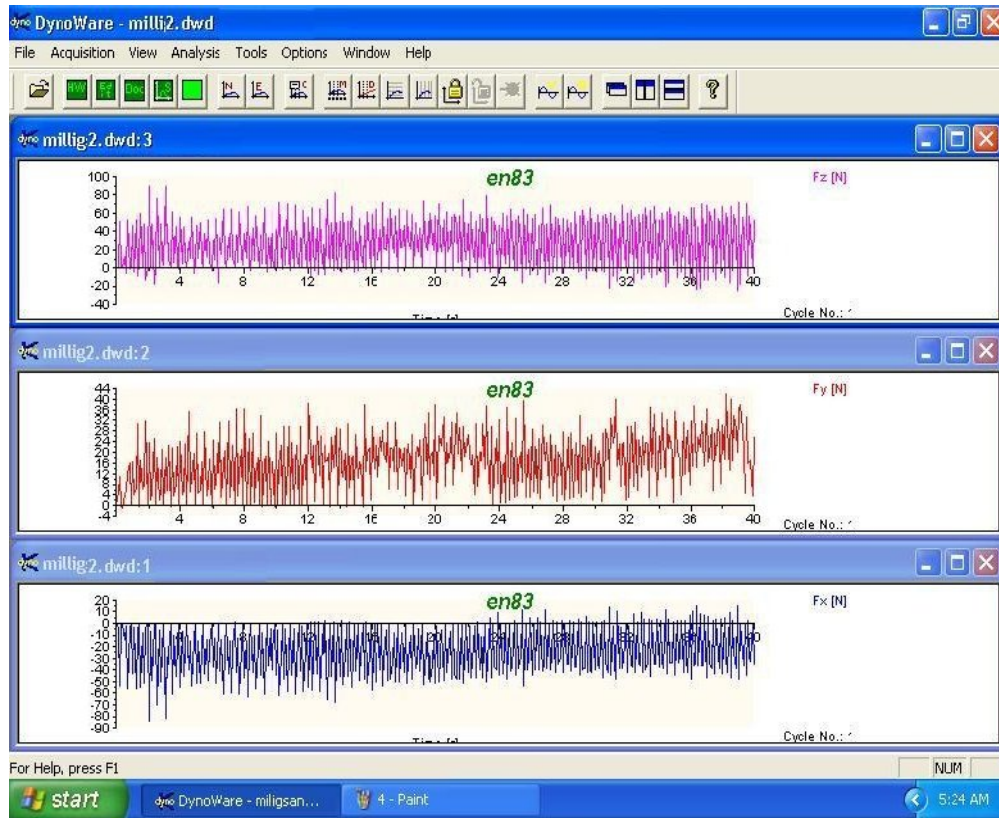 DynoWare - milli2.dwd
File Acquisition View Analysis Tools Options Window Help
HW Doc
millig2.dwd:3
en83
Fz [N]
100
80
60
40
20
0
-20
-40
4 8 12 16 20 24 28 32 36 40
Cycle No.:
millig2.dwd:2
en83
Fy [N]
44
40
36
32
28
24
20
16
12
8
4
0
-4
4 8 12 16 20 24 28 32 36 40
Cycle No.:
millig2.dwd:1
en83
Fx [N]
20
10
0
-10
-20
-30
-40
-50
-60
-70
-80
-90
40
Cycle No.:
For Help, press F1
NUM
start
DynoWare - miligsan...
4 - Paint
5:24 AM